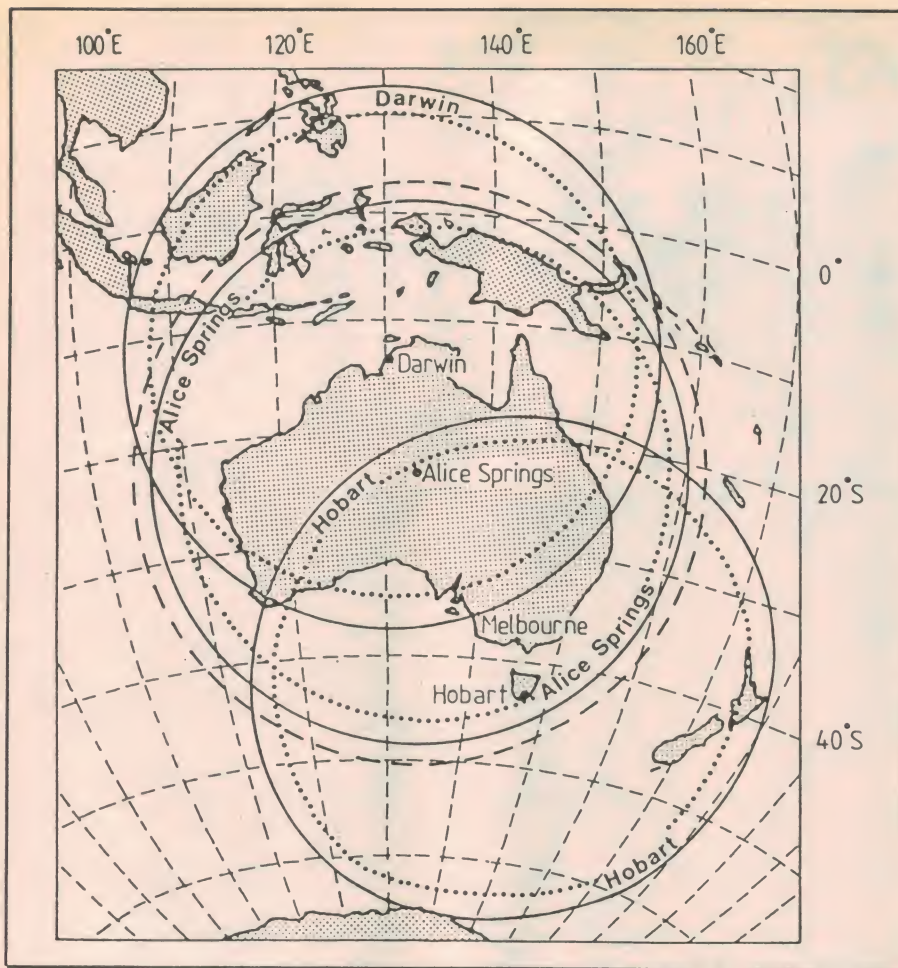 100°E 120°E 140°E 160°E
Darwin
0°
Alice Springs
Darwin
Hobart
Alice Springs
20°S
Melbourne
Alice Springs
Hobart
40°S
Hobart